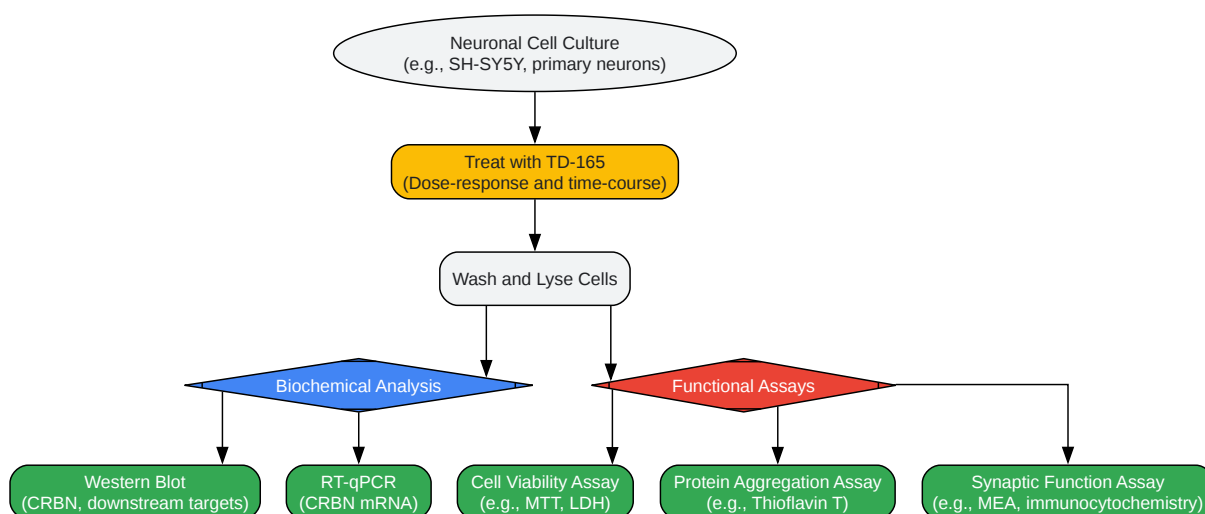 Neuronal Cell Culture
(e.g., SH-SY5Y, primary neurons)
Treat with TD-165
(Dose-response and time-course)
Wash and Lyse Cells
Biochemical Analysis
Functional Assays
Western Blot
(CRBN, downstream targets)
RT-qPCR
(CRBN mRNA)
Cell Viability Assay
(e.g., MTT, LDH)
Protein Aggregation Assay
(e.g., Thioflavin T)
Synaptic Function Assay
(e.g., MEA, immunocytochemistry)